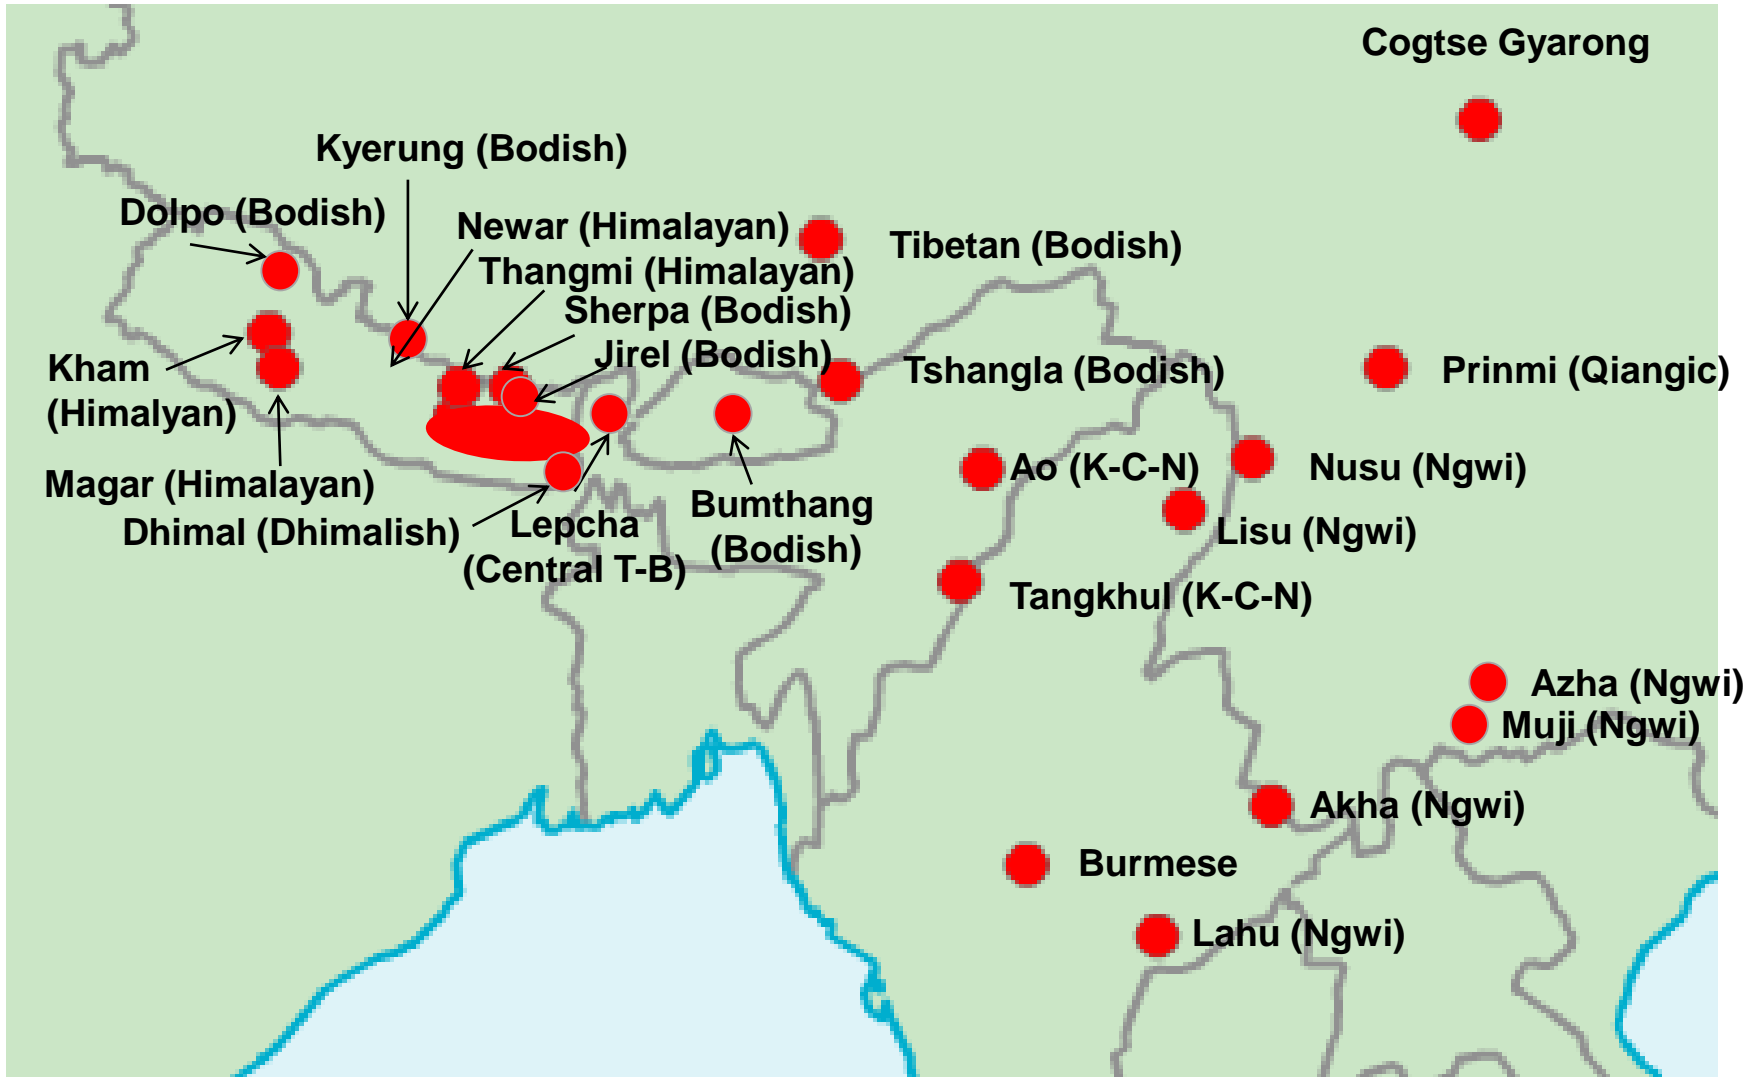 Cogtse Gyarong
Kyerung (Bodish)
Dolpo (Bodish)
Newar (Himalayan)
Tibetan (Bodish)
Thangmi (Himalayan)
Sherpa (Bodish)
Jirel (Bodish)
Kham
(Himalyan)
Tshangla (Bodish)
Prinmi (Qiangic)
Magar (Himalayan)
Ao (K-C-N)
Nusu (Ngwi)
Dhimal (Dhimalish)
Lepcha
(Central T-B)
Bumthang
(Bodish)
Lisu (Ngwi)
Tangkhul (K-C-N)
Azha (Ngwi)
Muji (Ngwi)
Akha (Ngwi)
Burmese
Lahu (Ngwi)